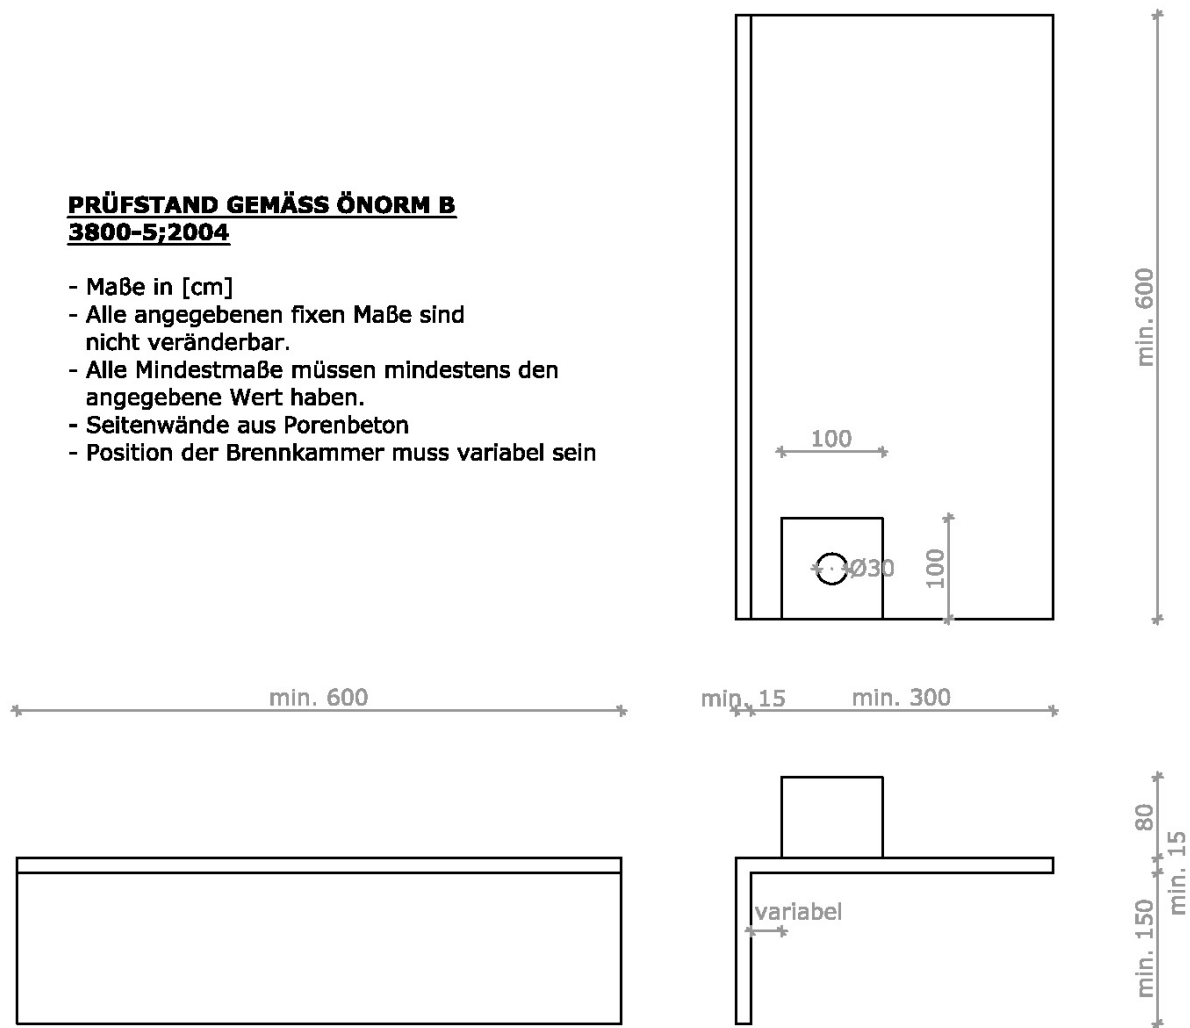 PRÜFSTAND GEMÄSS ÖNORM B
3800-5;2004
- Maße in [cm]
- Alle angegebenen fixen Maße sind
nicht veränderbar.
- Alle Mindestmaße müssen mindestens den
angegebene Wert haben.
- Seitenwände aus Porenbeton
- Position der Brennkammer muss variabel sein
min. 600
100
100
Ø30
min. 600
min. 15
min. 300
80
min. 15
min. 150
variabel